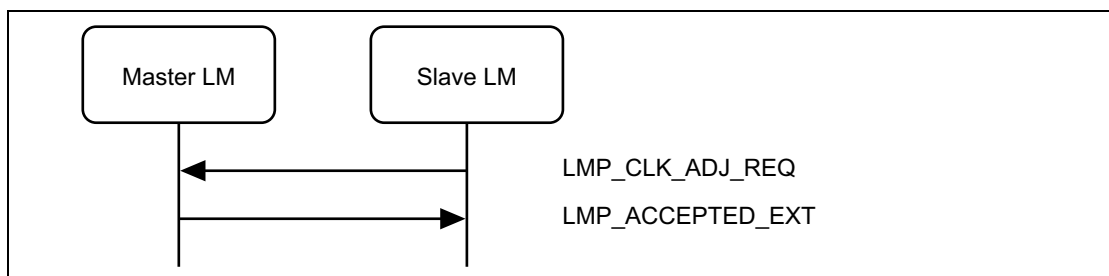 Master LM
Slave LM
LMP_CLK_ADJ_REQ
LMP_ACCEPTED_EXT